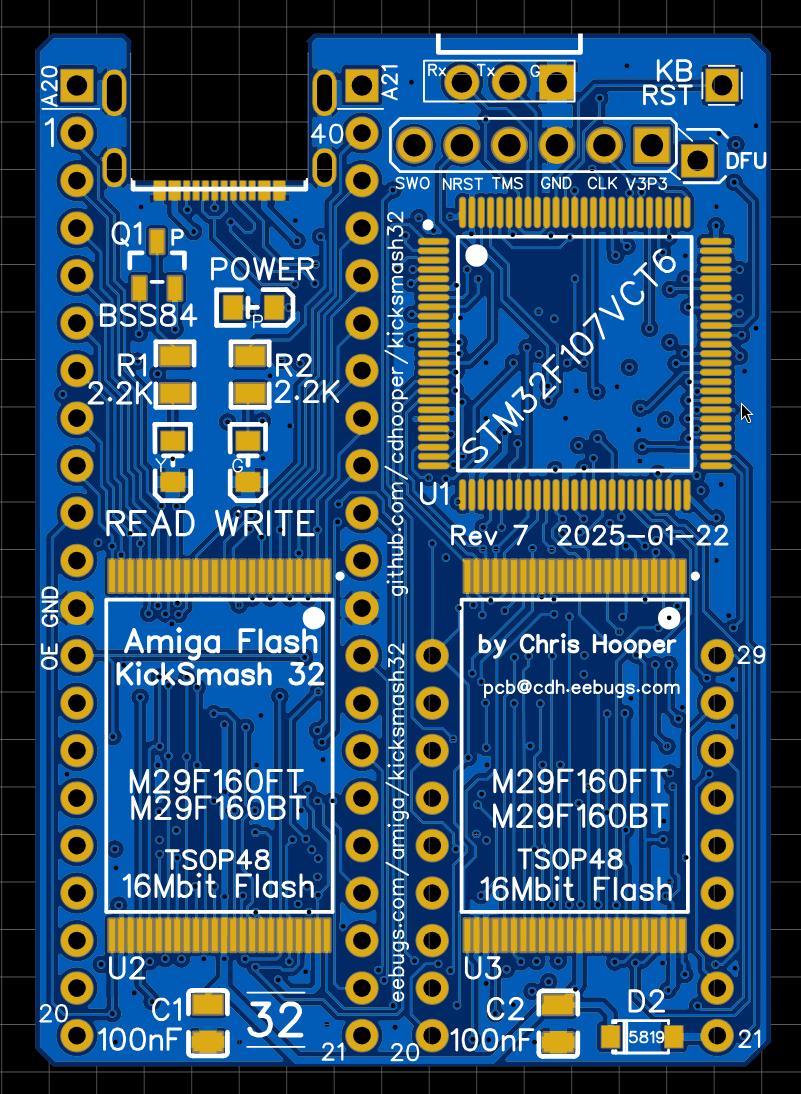 A20
A21
Rx Tx G
KB
RST
1
40
DFU
SWO NRST TMS GND CLK V3P3
Q1 P
BSS84
POWER
P
R1
2.2K
R2
2.2K
Y
G
READ WRITE
github.com/cdhooper/kicksmash32
STM32F107VCT6
U1
Rev 7 2025-01-22
GND
OE
Amiga Flash
KickSmash 32
M29F160FT
M29F160BT
TSOP48
16Mbit Flash
U2
eebugs.com/amiga/kicksmash32
by Chris Hooper
pcb@cdh.eebugs.com
29
M29F160FT
M29F160BT
TSOP48
16Mbit Flash
U3
20
C1
100nF
32
21
20
C2
100nF
D2
5819
21